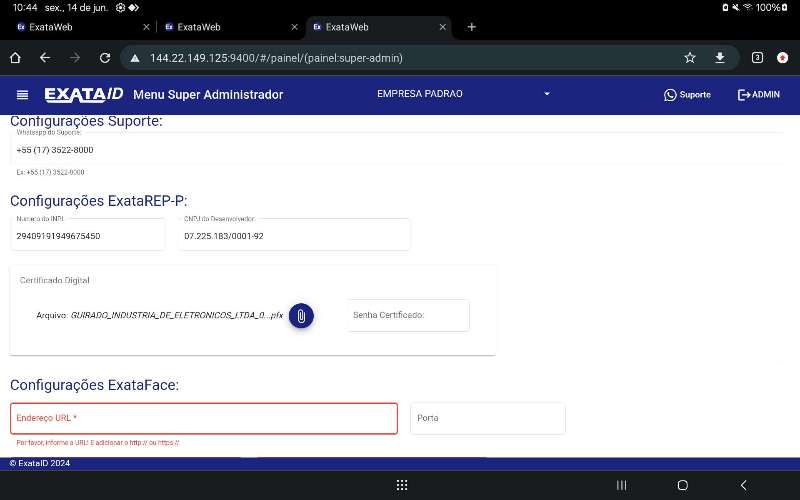 10:44 sex., 14 de jun. 100%
Ex ExataWeb Ex ExataWeb Ex ExataWeb
144.22.149.125:9400/#/painel/(painel:super-admin) 3
EXATAID Menu Super Administrador EMPRESA PADRAO Suporte ADMIN
Configurações Suporte:
Whatsapp do Suporte:
+55 (17) 3522-8000
Ex: +55 (17) 3522-8000
Configurações ExataREP-P:
Numero do INPI: CNPJ do Desenvolvedor:
29409191949675450 07.225.183/0001-92
Certificado Digital
Arquivo: GUIRADO_INDUSTRIA_DE_ELETRONICOS_LTDA_0...pfx Senha Certificado:
Configurações ExataFace:
Endereço URL * Porta
Por favor, informe a URL! E adicionar o http:// ou https://
© ExataID 2024